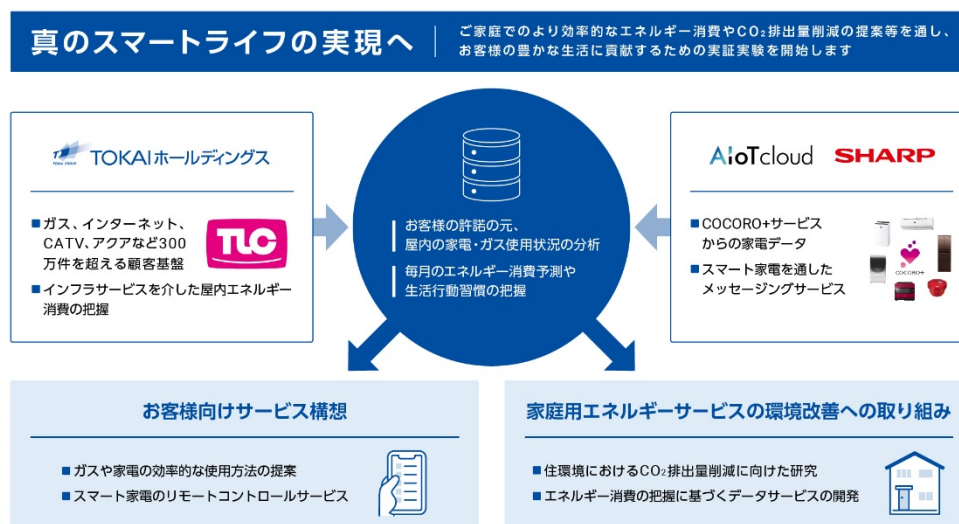 真のスマートライフの実現へ
ご家庭でのより効率的なエネルギー消費やCO₂排出量削減の提案等を通し、
お客様の豊かな生活に貢献するための実証実験を開始します
TOKAIホールディングス
■ガス、インターネット、
CATV、アクアなど300
万件を超える顧客基盤
TLC
■インフラサービスを介した屋内エネルギー
消費の把握
お客様の許諾の元、
屋内の家電・ガス使用状況の分析
毎月のエネルギー消費予測や
生活行動習慣の把握
AIoTcloud SHARP
■COCORO+サービス
からの家電データ
■スマート家電を通した
メッセージングサービス
COCORO+
お客様向けサービス構想
■ガスや家電の効率的な使用方法の提案
■スマート家電のリモートコントロールサービス
家庭用エネルギーサービスの環境改善への取り組み
■住環境におけるCO₂排出量削減に向けた研究
■エネルギー消費の把握に基づくデータサービスの開発